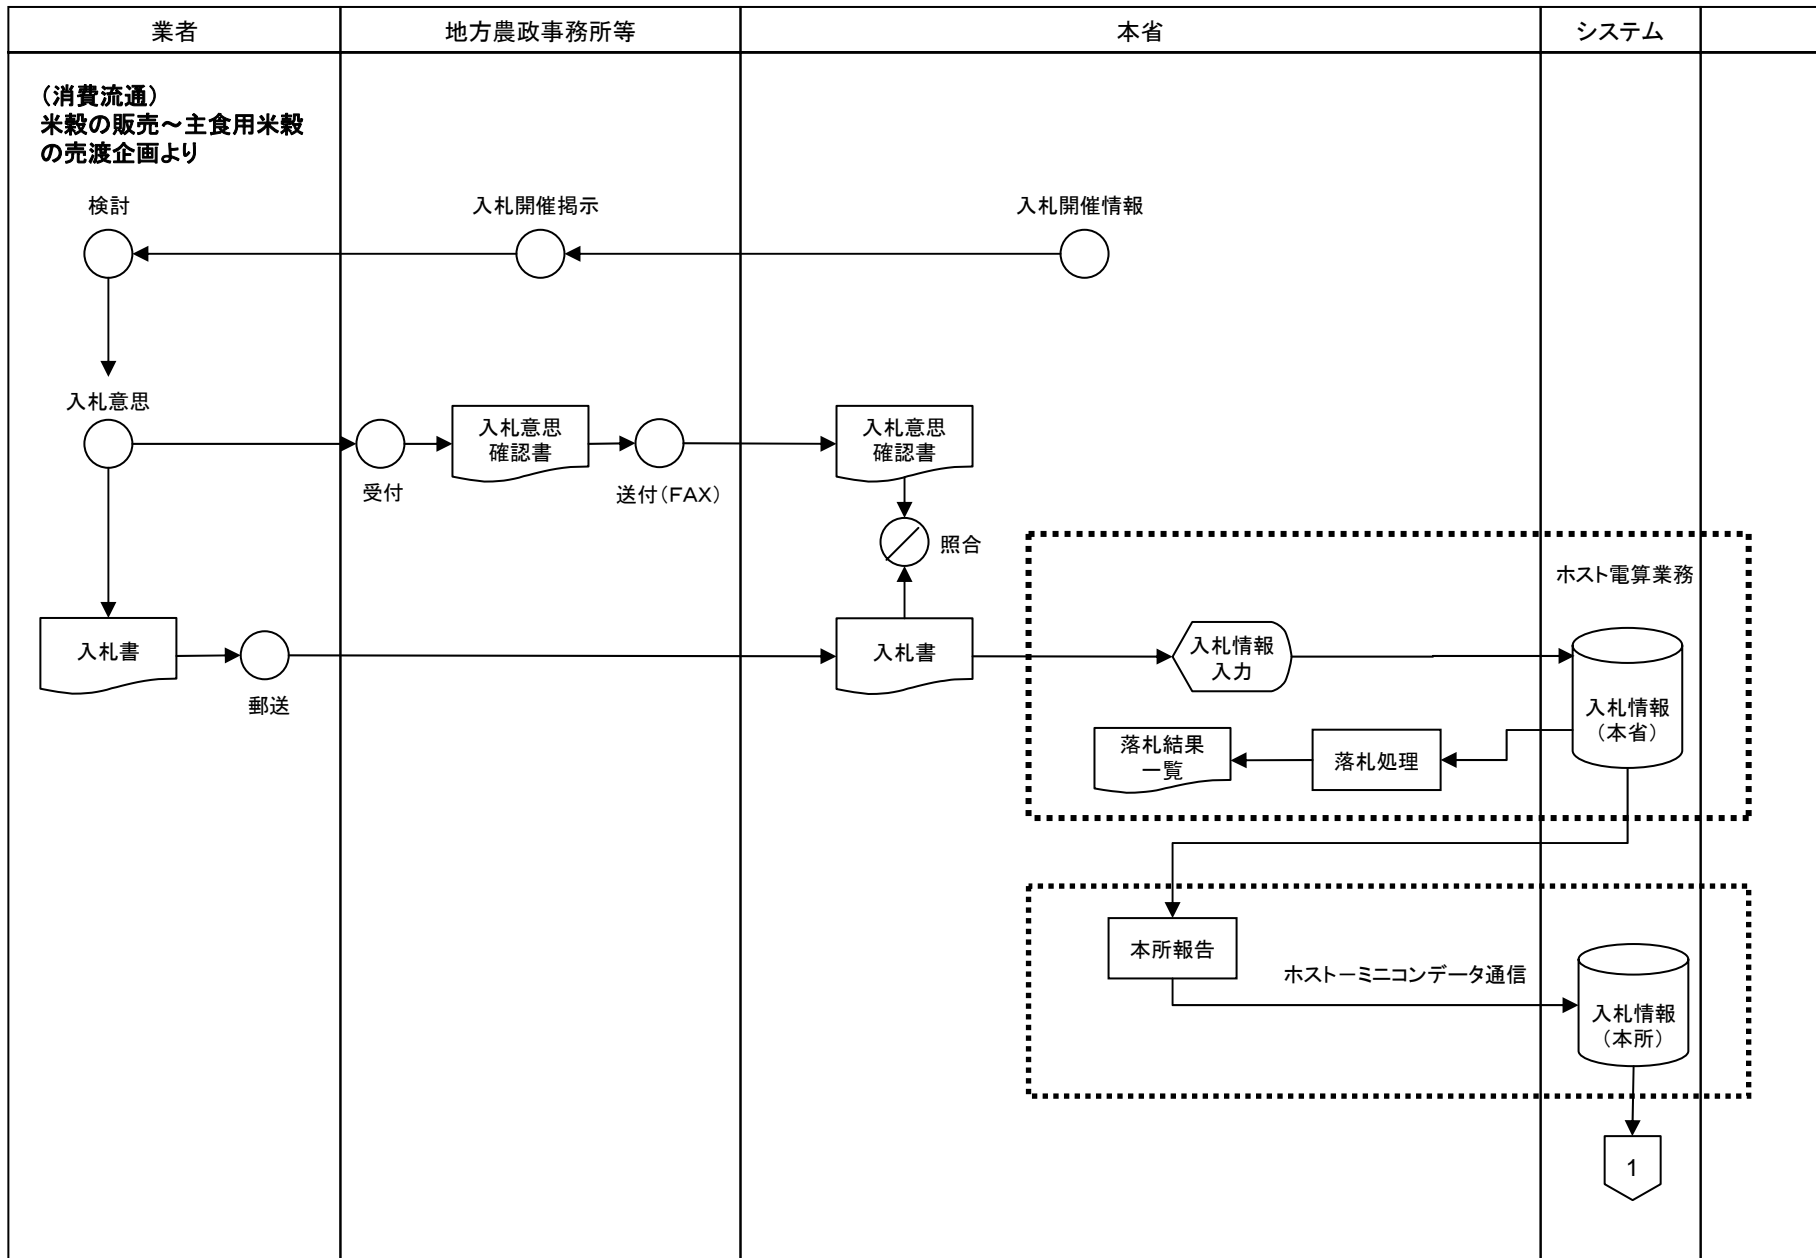 業者
地方農政事務所等
本省
システム
（消費流通）
米穀の販売～主食用米穀
の売渡企画より
検討
入札開催掲示
入札開催情報
入札意思
受付
入札意思
確認書
送付（FAX）
入札意思
確認書
照合
ホスト電算業務
入札書
郵送
入札書
入札情報
入力
入札情報
（本省）
落札処理
落札結果
一覧
本所報告
ホストーミニコンデータ通信
入札情報
（本所）
1